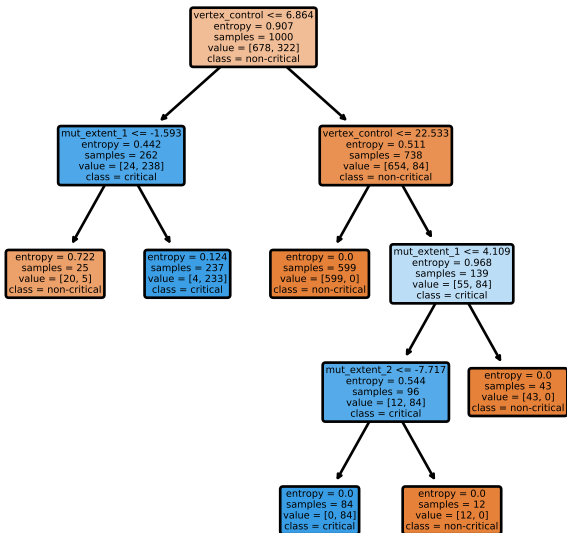 vertex_control <= 6.864
entropy = 0.907
samples = 1000
value = [678, 322]
class = non-critical
mut_extent_1 <= -1.593
entropy = 0.442
samples = 262
value = [24, 238]
class = critical
vertex_control <= 22.533
entropy = 0.511
samples = 738
value = [654, 84]
class = non-critical
entropy = 0.722
samples = 25
value = [20, 5]
class = non-critical
entropy = 0.124
samples = 237
value = [4, 233]
class = critical
entropy = 0.0
samples = 599
value = [599, 0]
class = non-critical
mut_extent_1 <= 4.109
entropy = 0.968
samples = 139
value = [55, 84]
class = critical
mut_extent_2 <= -7.717
entropy = 0.544
samples = 96
value = [12, 84]
class = critical
entropy = 0.0
samples = 43
value = [43, 0]
class = non-critical
entropy = 0.0
samples = 84
value = [0, 84]
class = critical
entropy = 0.0
samples = 12
value = [12, 0]
class = non-critical